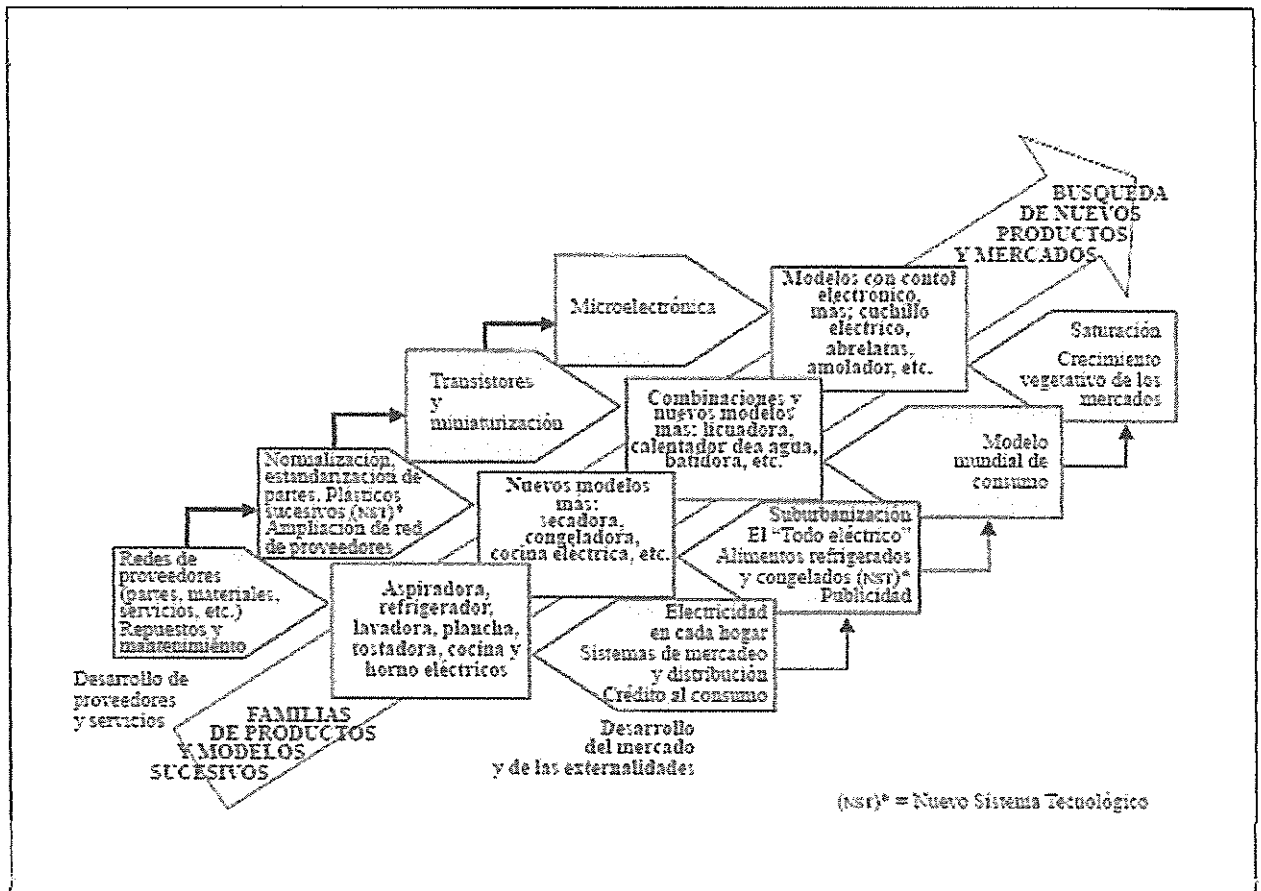 BUSQUEDA
DE NUEVOS
PRODUCTOS
Y MERCADOS
Microelectrónica
Modelos con contol
electronico,
mas; cuchillo
eléctrico,
abrelatas,
amolador, etc.
Saturación
Crecimiento
vegetativo de los
mercados
Transistores
y
miniaturización
Combinaciones y
nuevos modelos
mas: licuadora,
calentador dea agua,
batidora, etc.
Modelo
mundial de
consumo
Normalización,
estandarización de
partes. Plásticos
sucesivos (NST)*
Ampliación de red
de proveedores
Nuevos modelos
mas:
secadora,
congeladora,
cocina electrica, etc.
Suburbanización
El "Todo eléctrico"
Alimentos refrigerados
y congelados (NST)*
Publicidad
Redes de
proveedores
(partes, materiales,
servicios, etc.)
Repuestos y
mantenimiento
Aspiradora,
refrigerador,
lavadora, plancha,
tostadora, cocina y
horno eléctricos
Electricidad
en cada hogar
Sistemas de mercadeo
y distribución
Crédito al consumo
Desarrollo de
proveedores
y servicios
FAMILIAS
DE PRODUCTOS
Y MODELOS
SUCESIVOS
Desarrollo
del mercado
y de las externalidades
(NST)* = Nuevo Sistema Tecnológico